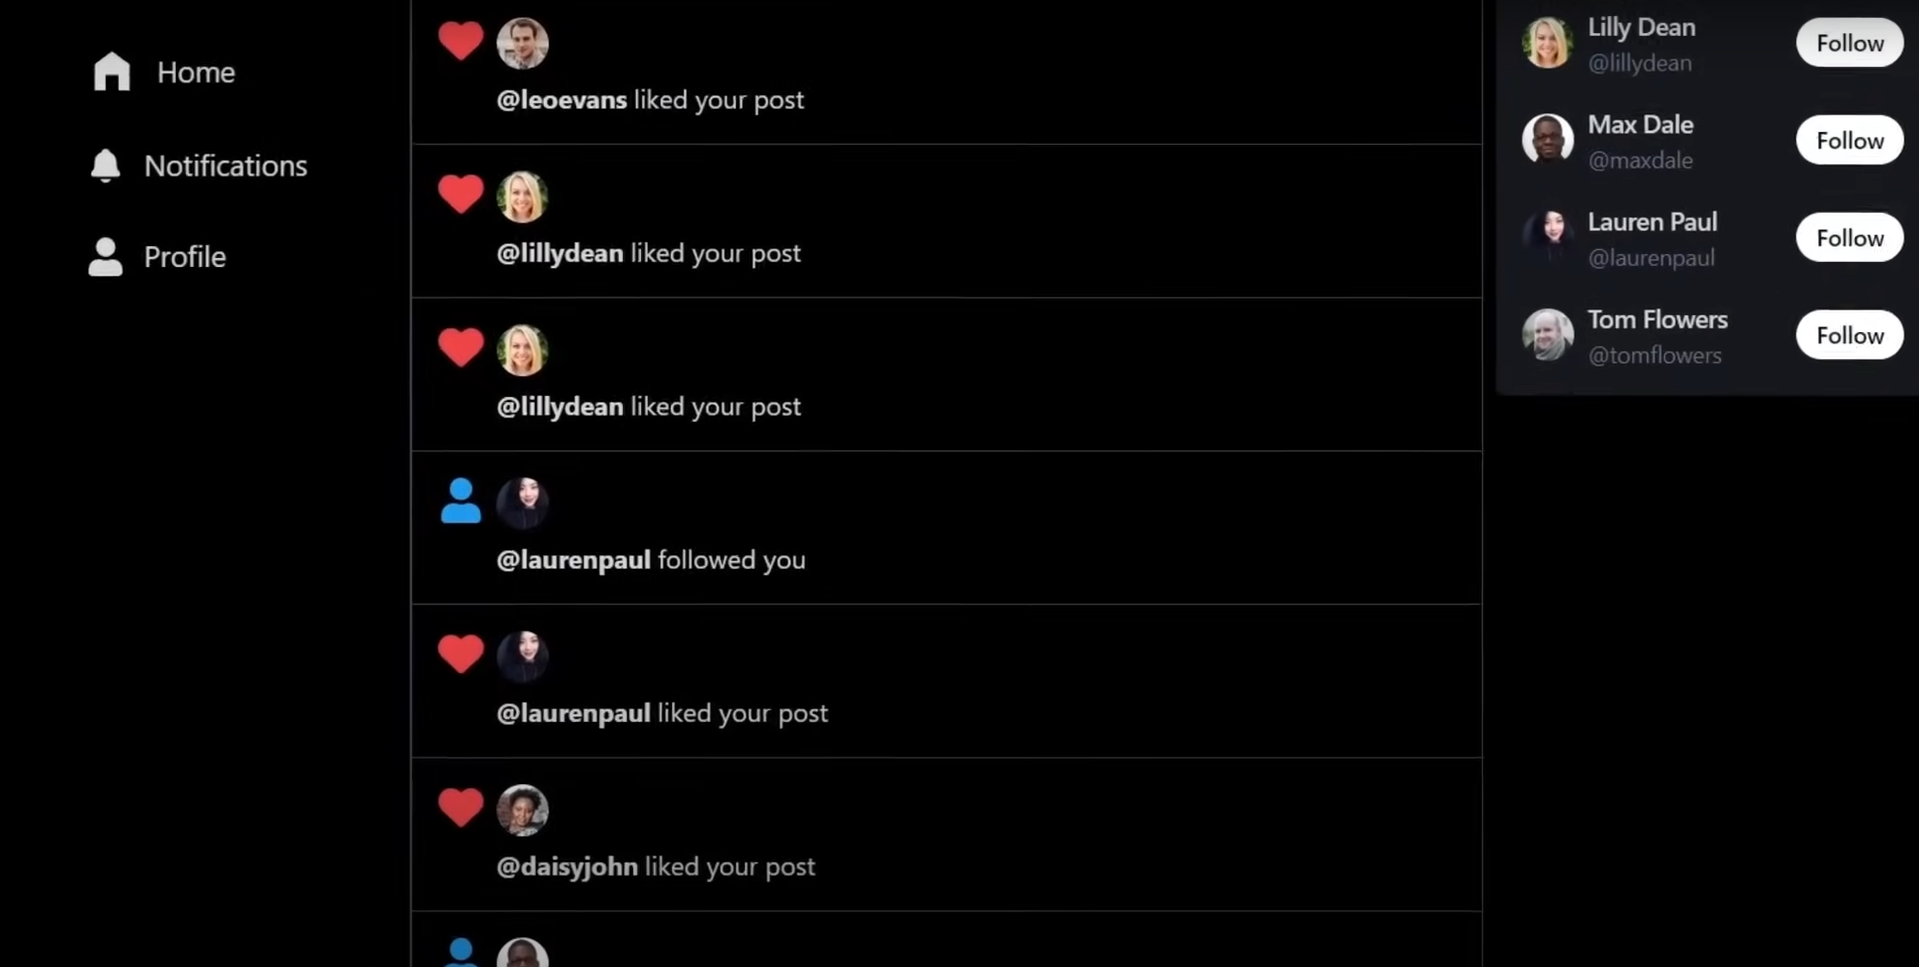 Home
Notifications
Profile
@leoevans liked your post
@lillydean liked your post
@lillydean liked your post
@laurenpaul followed you
@laurenpaul liked your post
@daisyjohn liked your post
Lilly Dean
@lillydean
Follow
Max Dale
@maxdale
Follow
Lauren Paul
@laurenpaul
Follow
Tom Flowers
@tomflowers
Follow